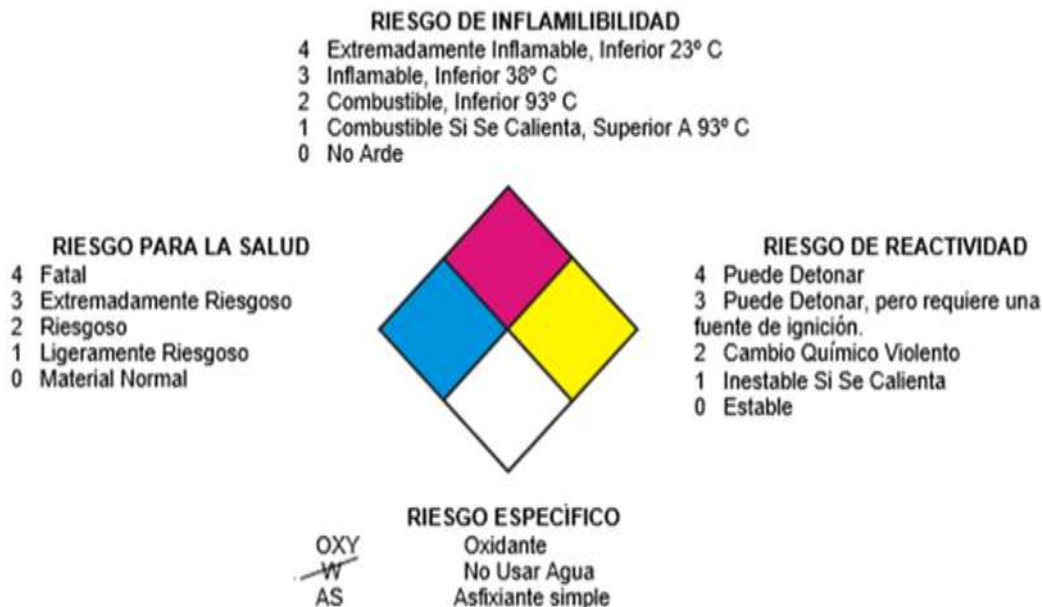 RIESGO DE INFLAMILIBILIDAD
4 Extremadamente Inflamable, Inferior 23º C
3 Inflamable, Inferior 38º C
2 Combustible, Inferior 93º C
1 Combustible Si Se Calienta, Superior A 93º C
0 No Arde
RIESGO PARA LA SALUD
4 Fatal
3 Extremadamente Riesgoso
2 Riesgoso
1 Ligeramente Riesgoso
0 Material Normal
RIESGO DE REACTIVIDAD
4 Puede Detonar
3 Puede Detonar, pero requiere una
fuente de ignición.
2 Cambio Químico Violento
1 Inestable Si Se Calienta
0 Estable
RIESGO ESPECÌFICO
OXY Oxidante
W No Usar Agua
AS Asfixiante simple